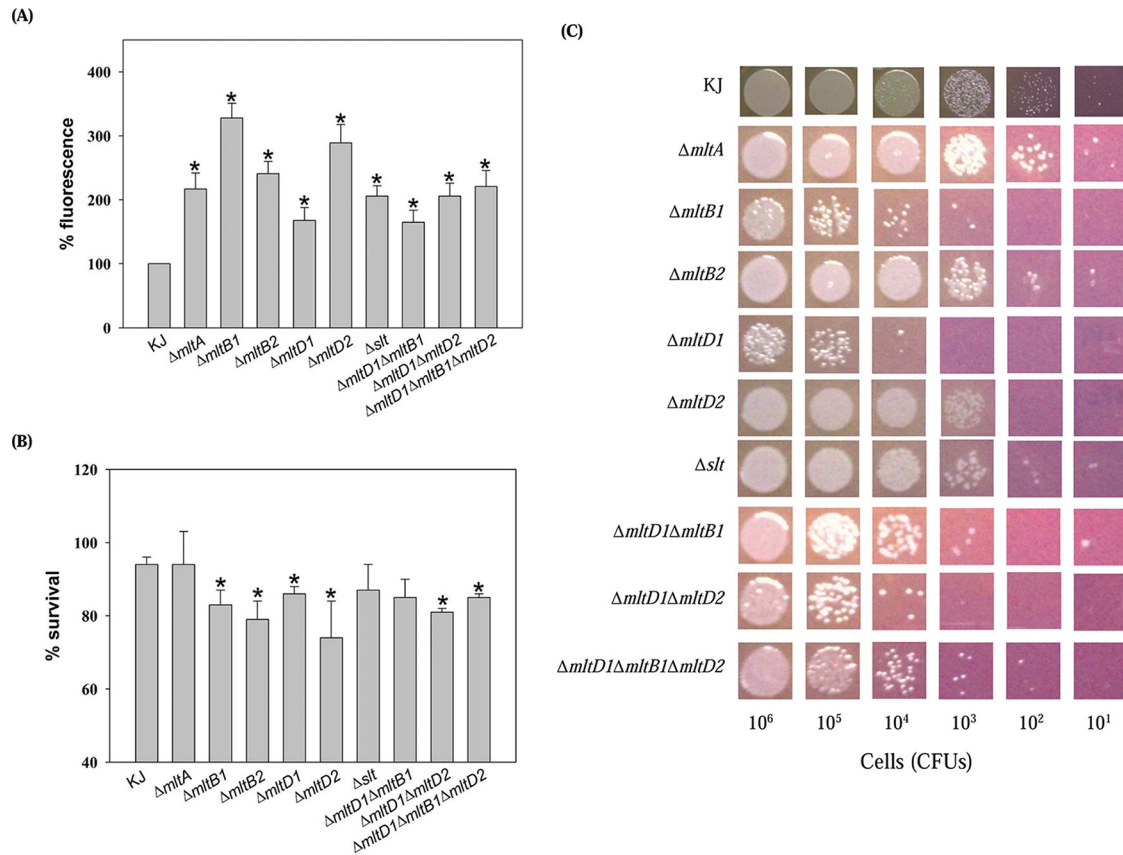 (A)
400
300
200
100
0
% fluorescence
* * * * * * * * *
KJ
ΔmltA
ΔmltB1
ΔmltB2
ΔmltD1
ΔmltD2
Δslt
ΔmltD1ΔmltB1
ΔmltD1ΔmltD2
ΔmltD1ΔmltB1ΔmltD2
(B)
120
100
80
60
40
% survival
* * * * * *
KJ
ΔmltA
ΔmltB1
ΔmltB2
ΔmltD1
ΔmltD2
Δslt
ΔmltD1ΔmltB1
ΔmltD1ΔmltD2
ΔmltD1ΔmltB1ΔmltD2
(C)
KJ
ΔmltA
ΔmltB1
ΔmltB2
ΔmltD1
ΔmltD2
Δslt
ΔmltD1ΔmltB1
ΔmltD1ΔmltD2
ΔmltD1ΔmltB1ΔmltD2
10⁶ 10⁵ 10⁴ 10³ 10² 10¹
Cells (CFUs)